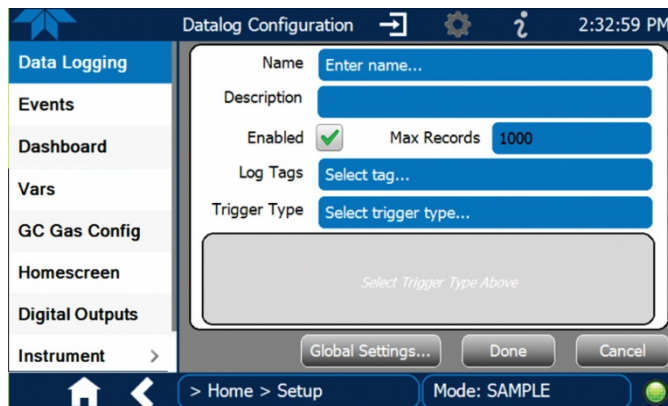 Datalog Configuration 2:32:59 PM
Data Logging
Events
Dashboard
Vars
GC Gas Config
Homescreen
Digital Outputs
Instrument >
Name Enter name...
Description
Enabled Max Records 1000
Log Tags Select tag...
Trigger Type Select trigger type...
Select Trigger Type Above
Global Settings... Done Cancel
> Home > Setup Mode: SAMPLE